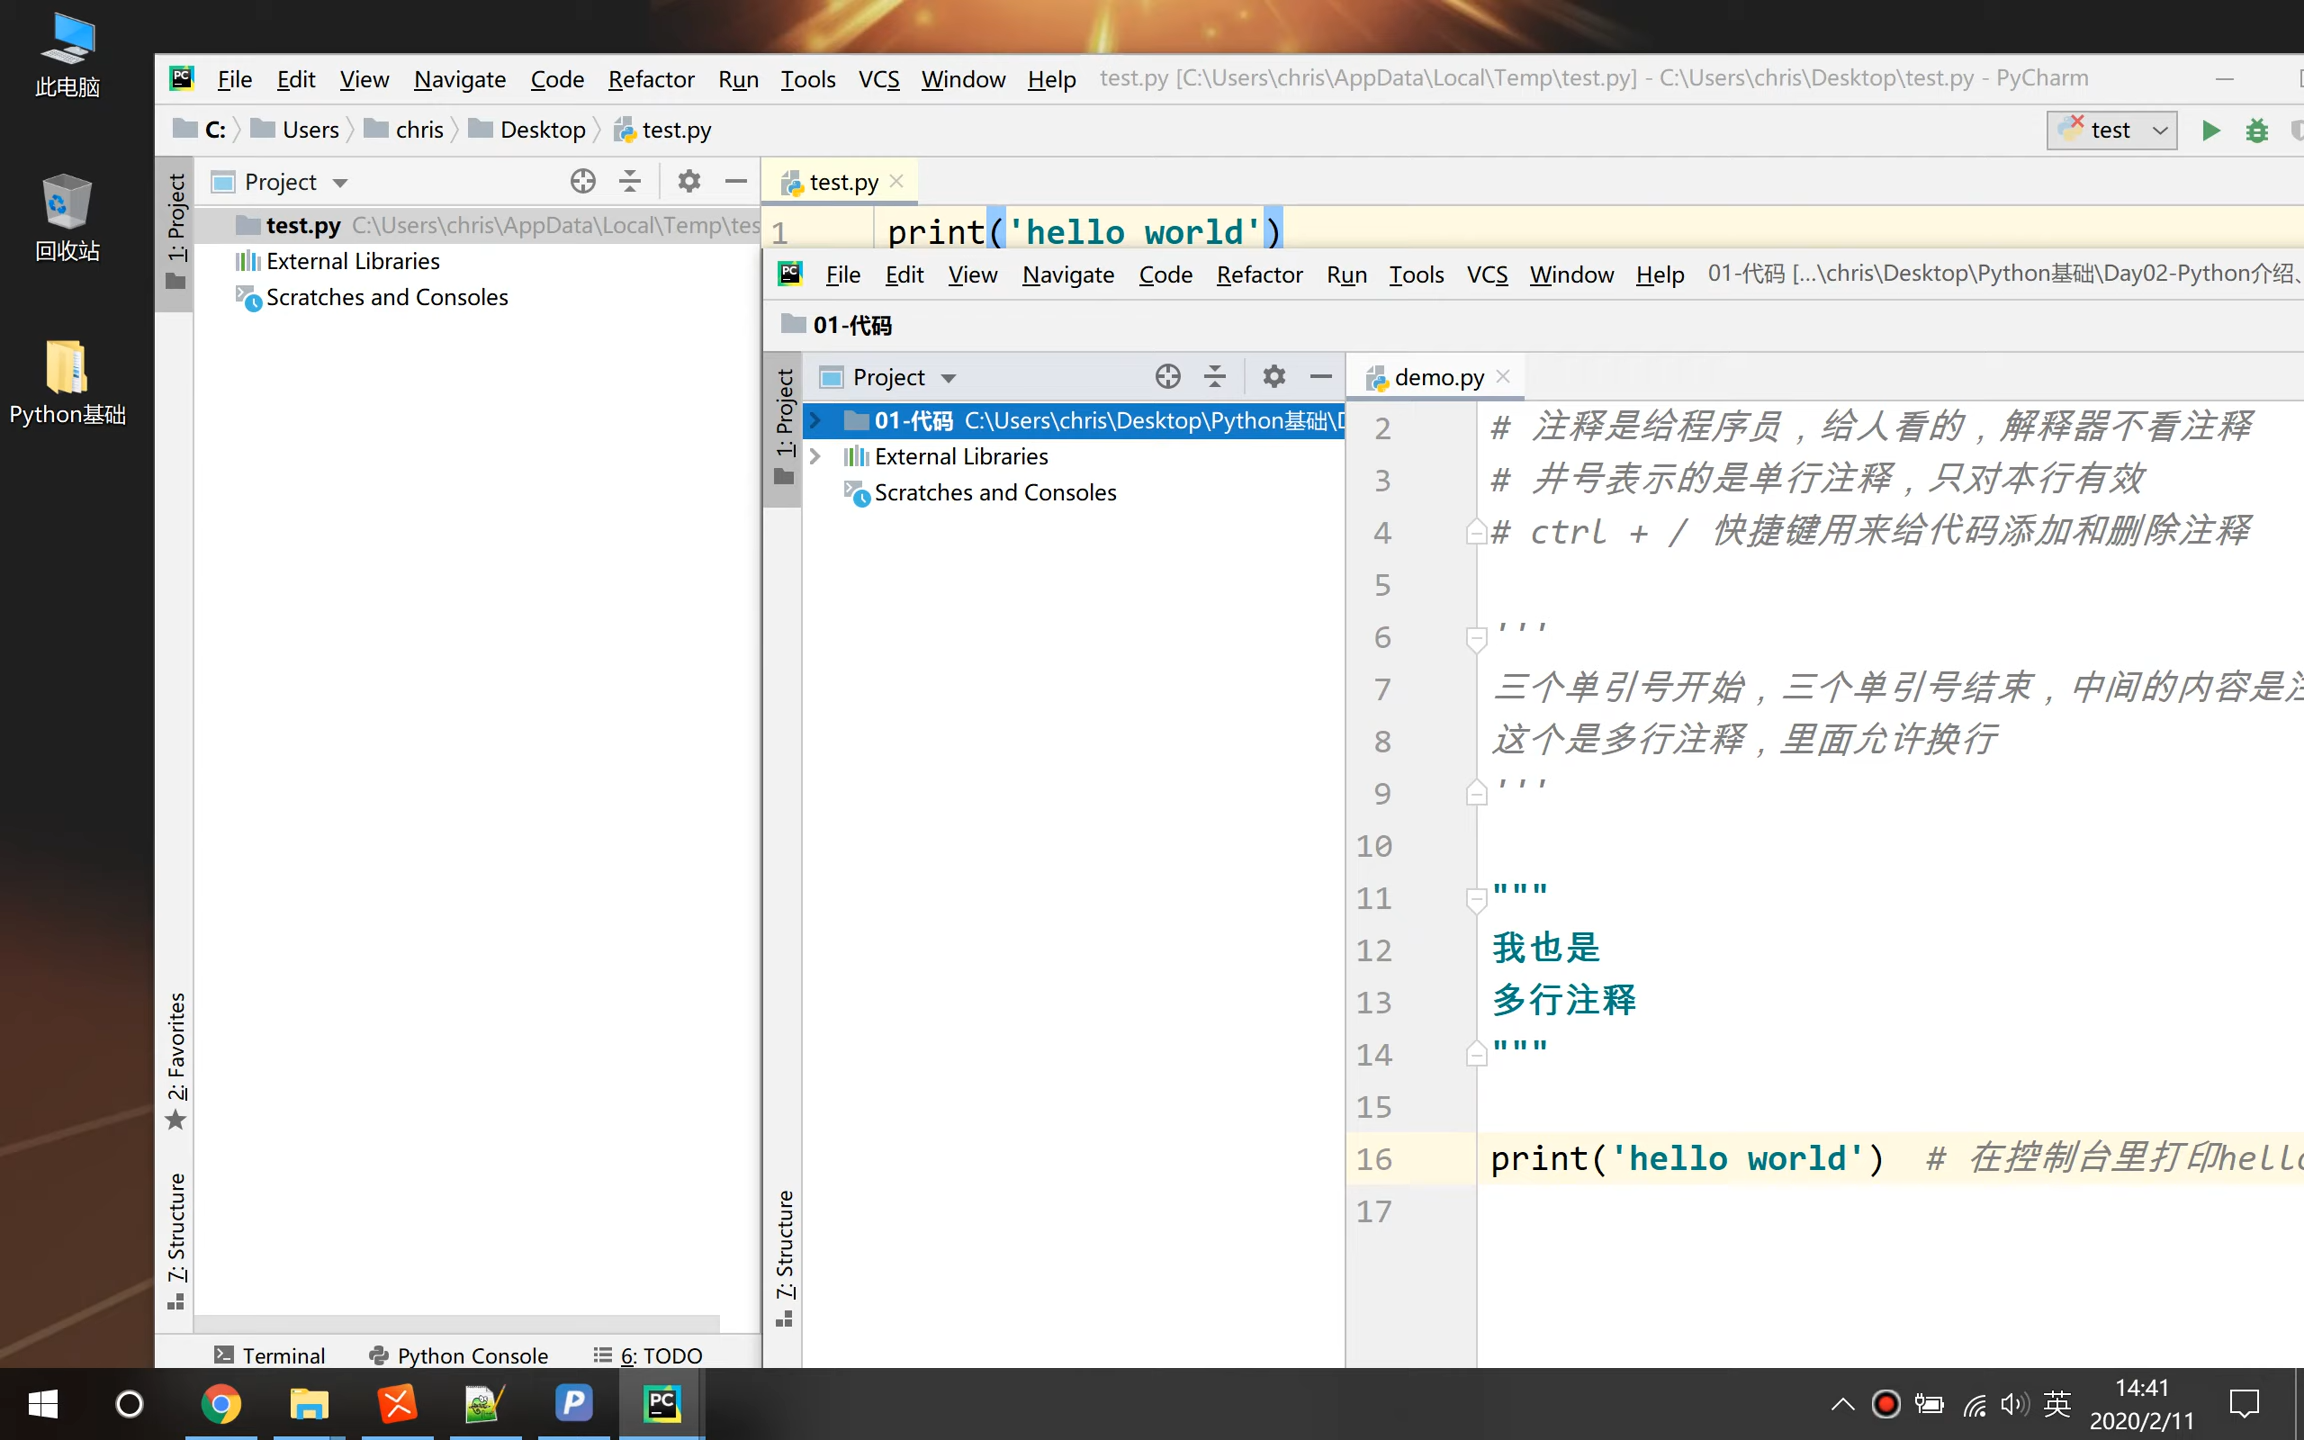 此电脑
回收站
Python基础
File Edit View Navigate Code Refactor Run Tools VCS Window Help test.py [C:\Users\chris\AppData\Local\Temp\test.py] - C:\Users\chris\Desktop\test.py - PyCharm
C: Users chris Desktop test.py
test
1: Project
Project
test.py
test.py C:\Users\chris\AppData\Local\Temp\tes
External Libraries
Scratches and Consoles
1 print('hello world')
File Edit View Navigate Code Refactor Run Tools VCS Window Help 01-代码 [...\chris\Desktop\Python基础\Day02-Python介绍、
01-代码
1: Project
Project
demo.py
01-代码 C:\Users\chris\Desktop\Python基础\D
External Libraries
Scratches and Consoles
2 # 注释是给程序员，给人看的，解释器不看注释
3 # 井号表示的是单行注释，只对本行有效
4 # ctrl + / 快捷键用来给代码添加和删除注释
5
6 '''
7 三个单引号开始，三个单引号结束，中间的内容是注
8 这个是多行注释，里面允许换行
9 '''
10
11 """
12 我也是
13 多行注释
14 """
15
16 print('hello world') # 在控制台里打印hello
17
2: Favorites
7: Structure
7: Structure
Terminal Python Console 6: TODO
英
14:41
2020/2/11